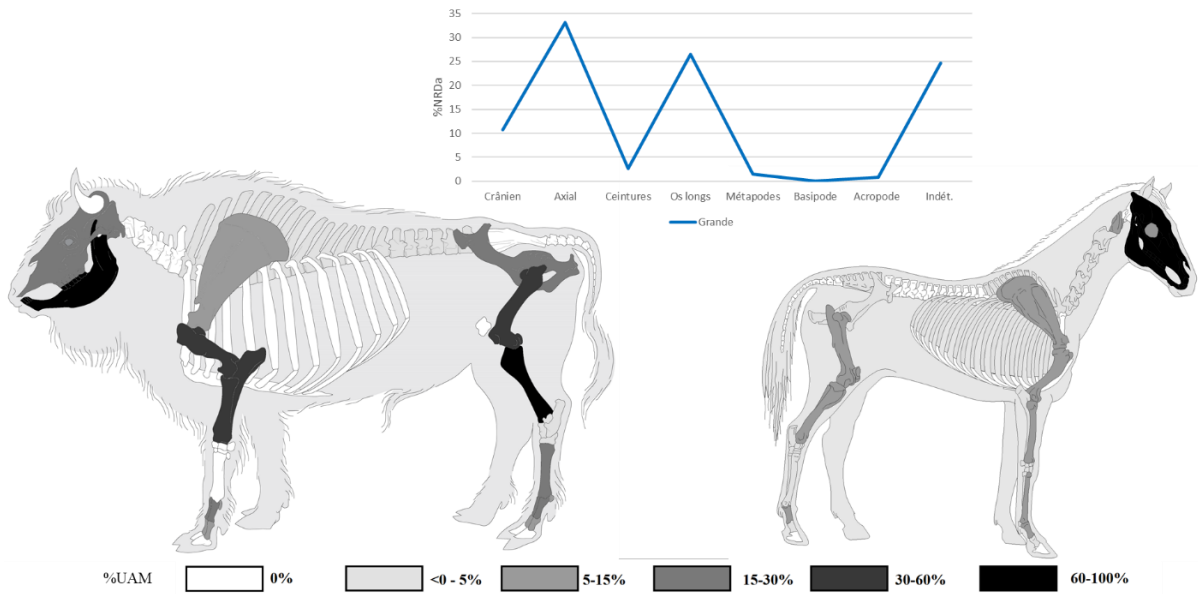 35
30
25
20
15
10
5
0
%NRDa
Crânien Axial Ceintures Os longs Métapodes Basipode Acropode Indét.
Grande
%UAM 0% <0 - 5% 5-15% 15-30% 30-60% 60-100%